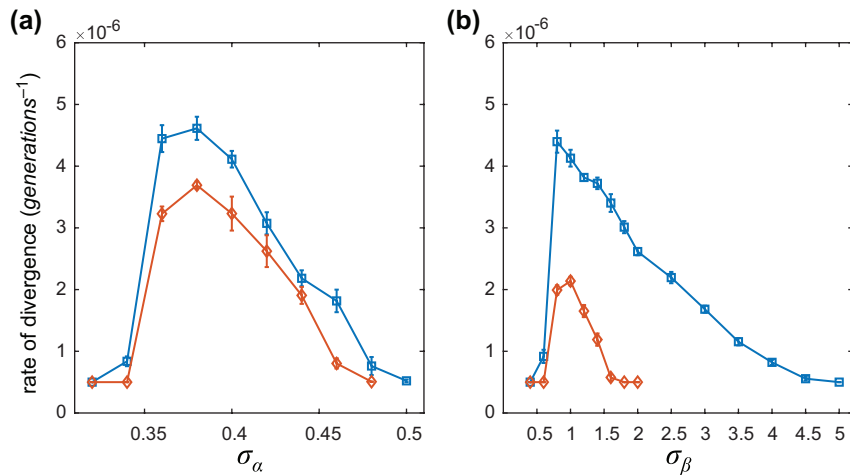 (a)
×10⁻⁶
6
5
4
3
2
1
0
rate of divergence (generations⁻¹)
0.35 0.4 0.45 0.5
σα
(b)
×10⁻⁶
6
5
4
3
2
1
0
0.5 1 1.5 2 2.5 3 3.5 4 4.5 5
σβ